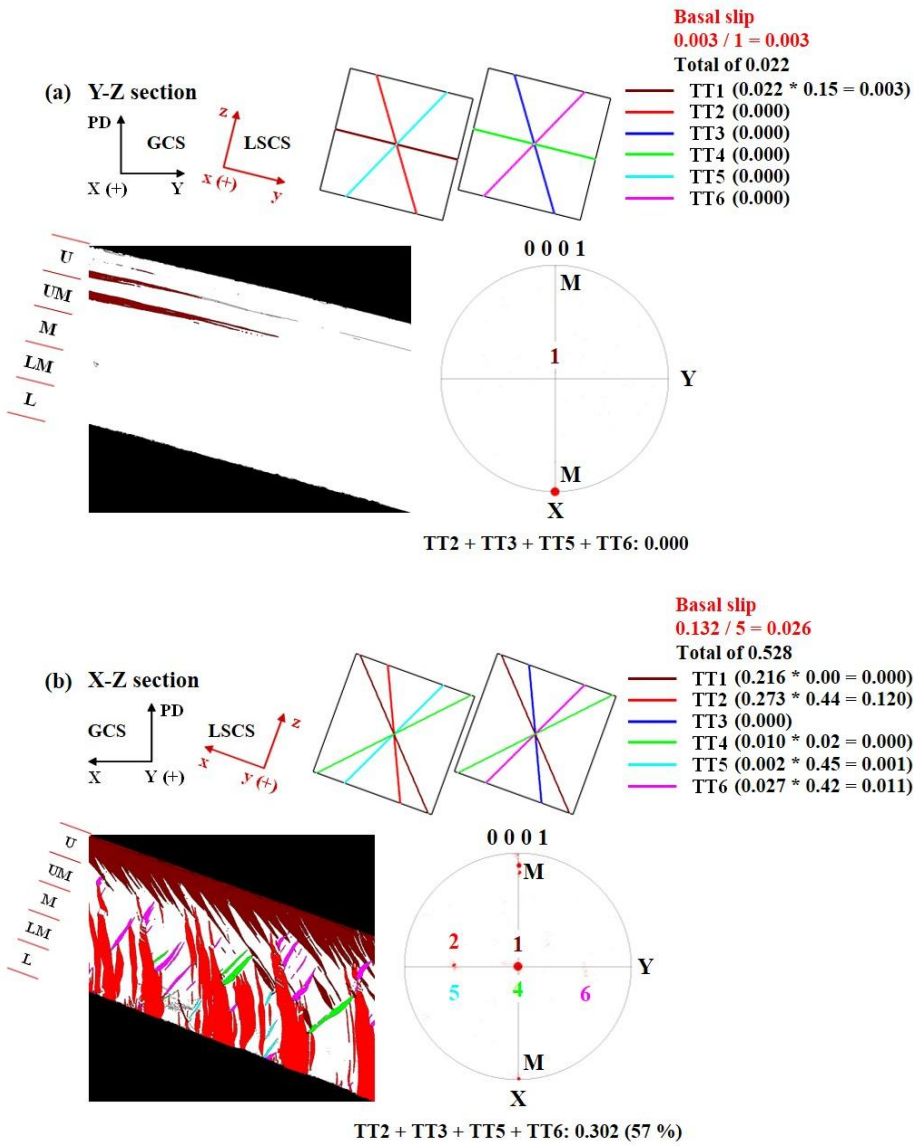 Basal slip
0.003 / 1 = 0.003
Total of 0.022
(a) Y-Z section
TT1 (0.022 * 0.15 = 0.003)
TT2 (0.000)
TT3 (0.000)
TT4 (0.000)
TT5 (0.000)
TT6 (0.000)
PD
GCS
X (+)
Y
z
LSCS
x (+)
y
U
UM
M
LM
L
0 0 0 1
M
1
Y
M
X
TT2 + TT3 + TT5 + TT6: 0.000
Basal slip
0.132 / 5 = 0.026
Total of 0.528
(b) X-Z section
TT1 (0.216 * 0.00 = 0.000)
TT2 (0.273 * 0.44 = 0.120)
TT3 (0.000)
TT4 (0.010 * 0.02 = 0.000)
TT5 (0.002 * 0.45 = 0.001)
TT6 (0.027 * 0.42 = 0.011)
PD
GCS
X
Y (+)
LSCS
z
x
y (+)
U
UM
M
LM
L
0 0 0 1
M
2
1
Y
5
4
6
M
X
TT2 + TT3 + TT5 + TT6: 0.302 (57 %)